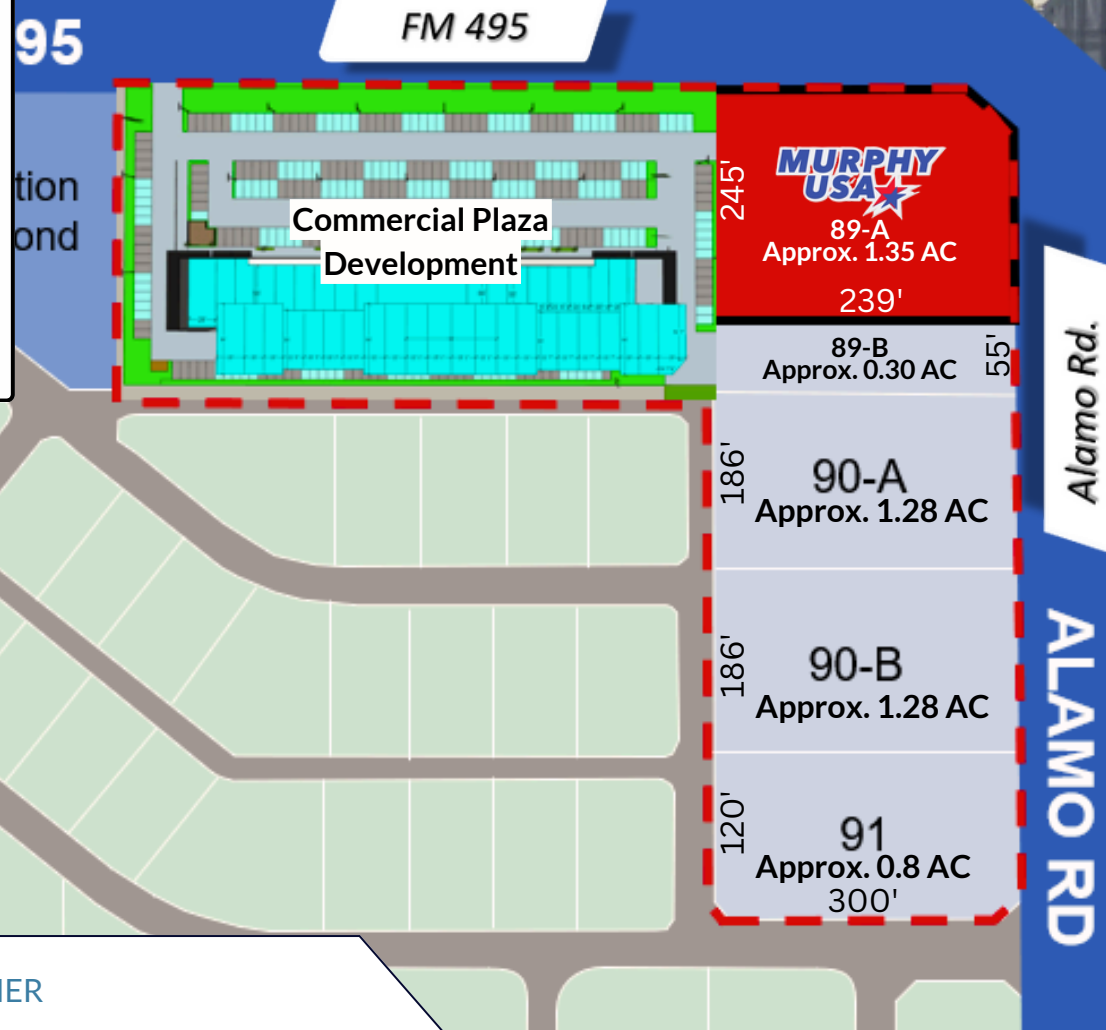 95
FM 495
tion
ond
Commercial Plaza
Development
245'
MURPHY
USA
89-A
Approx. 1.35 AC
239'
89-B
Approx. 0.30 AC
55'
Alamo Rd.
186'
90-A
Approx. 1.28 AC
186'
90-B
Approx. 1.28 AC
ALAMO RD
120'
91
Approx. 0.8 AC
300'
IER